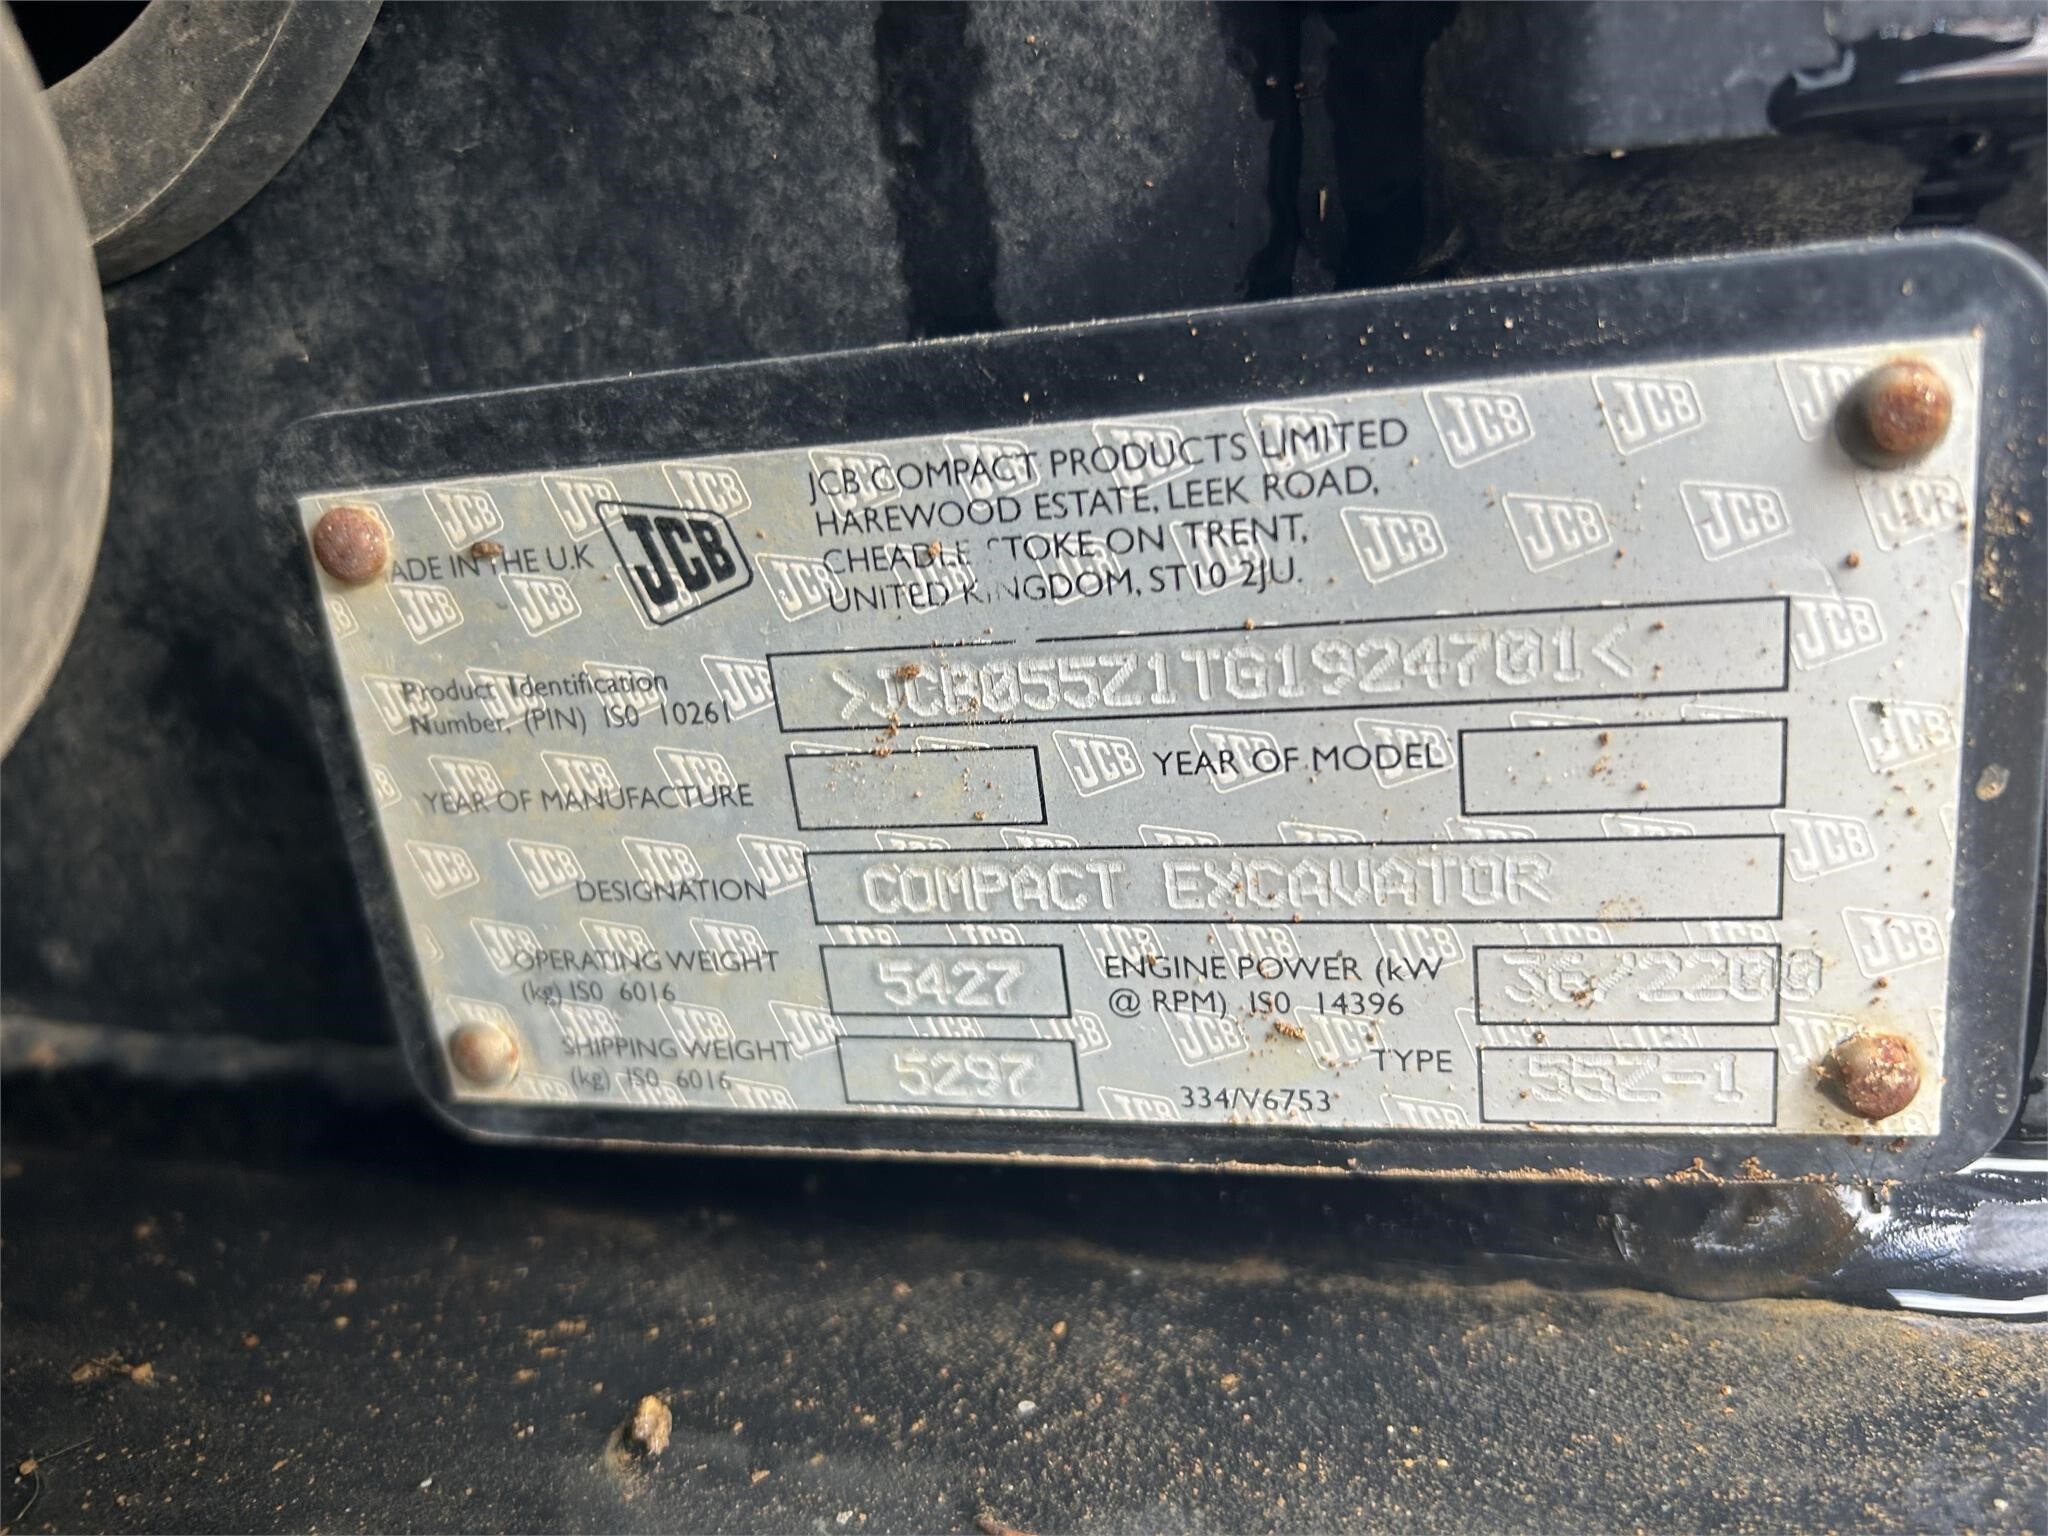 JCB COMPACT PRODUCTS LIMITED
HAREWOOD ESTATE, LEEK ROAD,
CHEADLE STOKE ON TRENT,
UNITED KINGDOM, ST10 2JU.
ADE IN THE U.K
JCB
Product Identification
Number, (PIN) ISO 10261
>JCB055Z1TG1924701<
YEAR OF MANUFACTURE
YEAR OF MODEL
DESIGNATION COMPACT EXCAVATOR
OPERATING WEIGHT
(kg) ISO 6016
5427
ENGINE POWER (kW
@ RPM) ISO 14396
36/2200
SHIPPING WEIGHT
(kg) ISO 6016
5297
334/V6753
TYPE 55Z-1